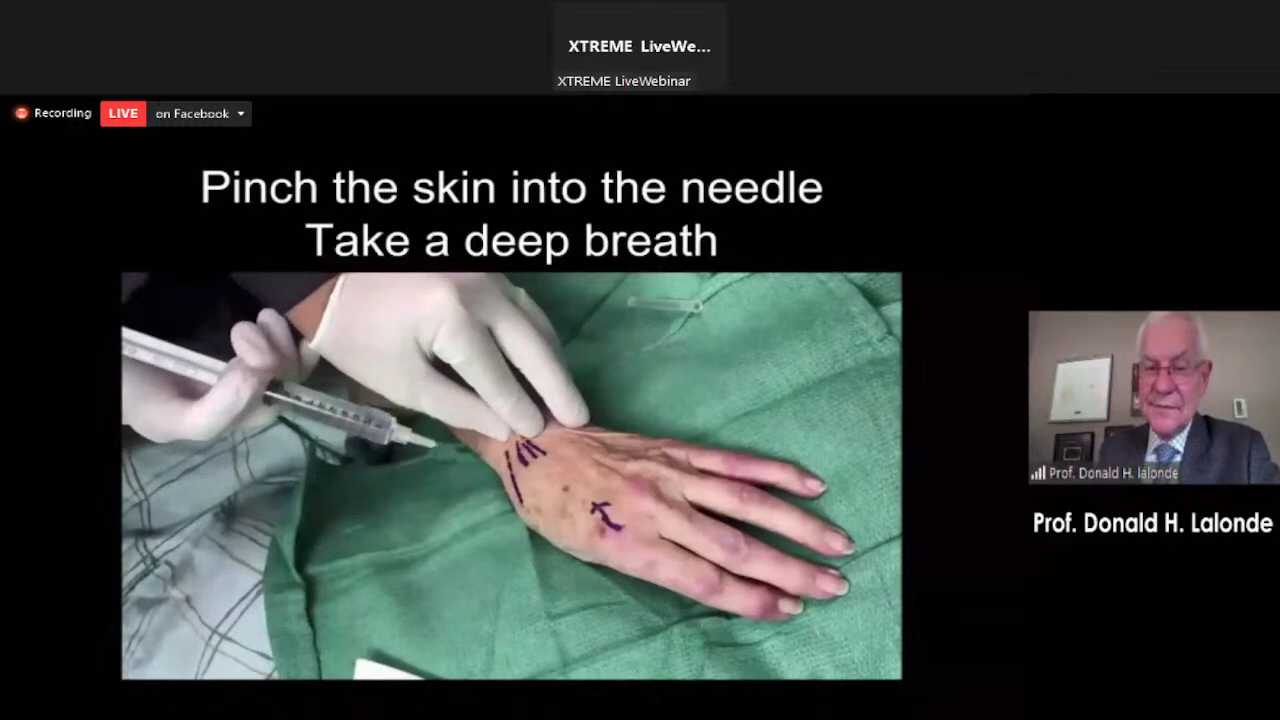 XTREME LiveWe...
XTREME LiveWebinar
Recording
LIVE
on Facebook
Pinch the skin into the needle
Take a deep breath
Prof. Donald H. lalonde
Prof. Donald H. Lalonde